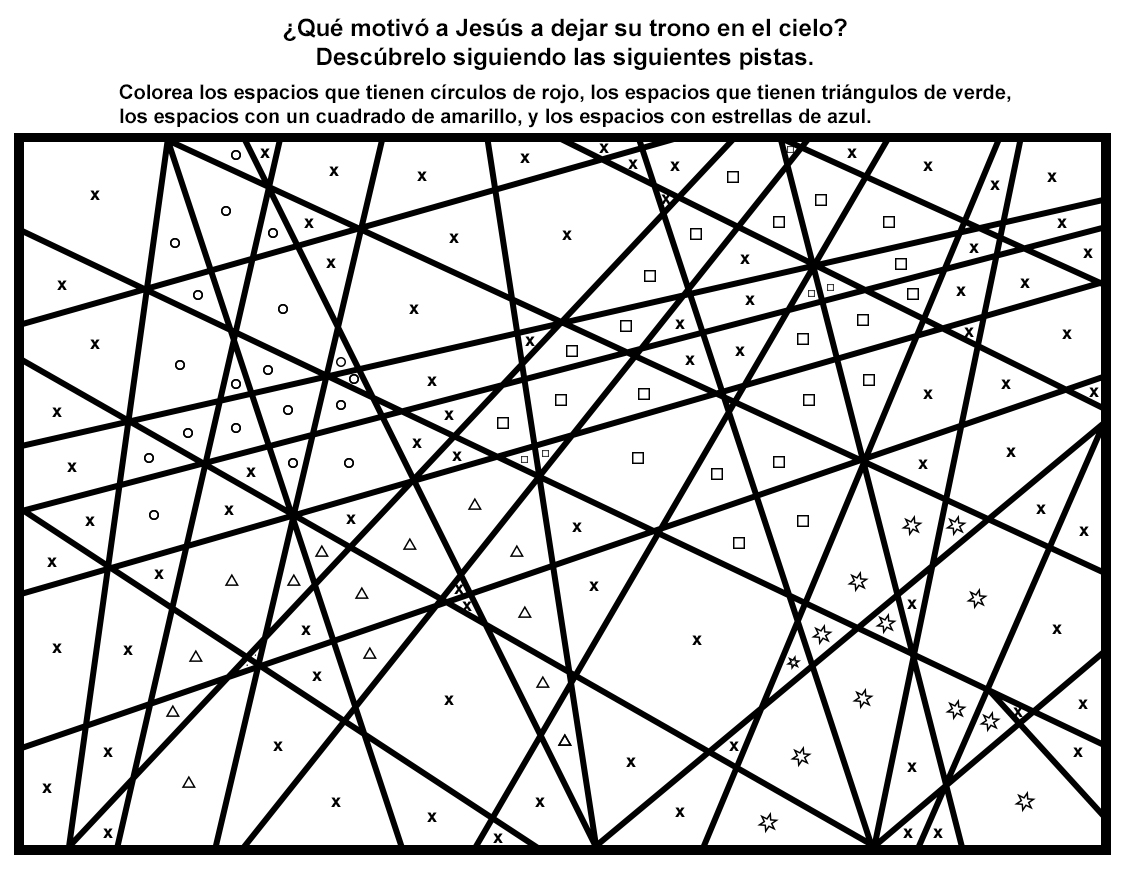 ¿Qué motivó a Jesús a dejar su trono en el cielo?
Descúbrelo siguiendo las siguientes pistas.
Colorea los espacios que tienen círculos de rojo, los espacios que tienen triángulos de verde,
los espacios con un cuadrado de amarillo, y los espacios con estrellas de azul.